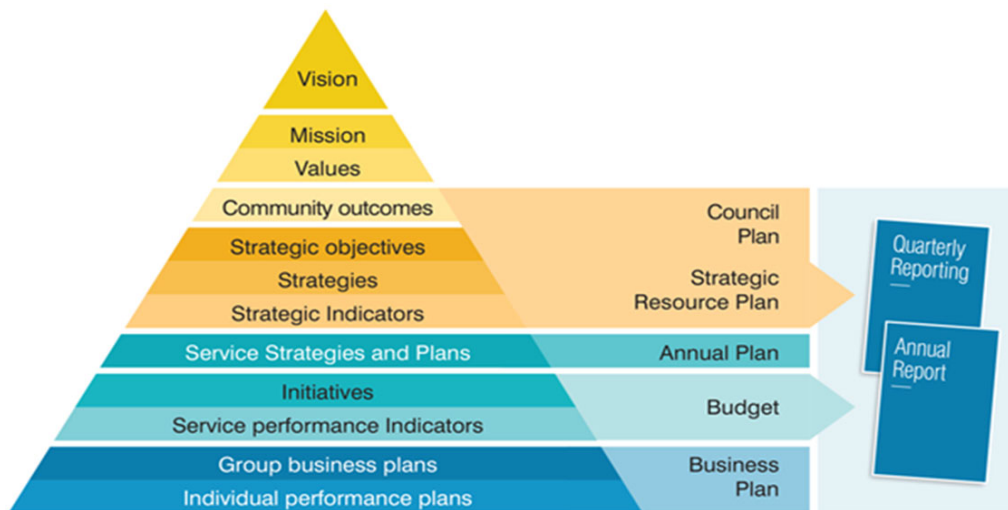 Vision
Mission
Values
Community outcomes
Strategic objectives
Strategies
Strategic Indicators
Service Strategies and Plans
Initiatives
Service performance Indicators
Group business plans
Individual performance plans
Council
Plan
Strategic
Resource Plan
Annual Plan
Budget
Business
Plan
Quarterly
Reporting
Annual
Report